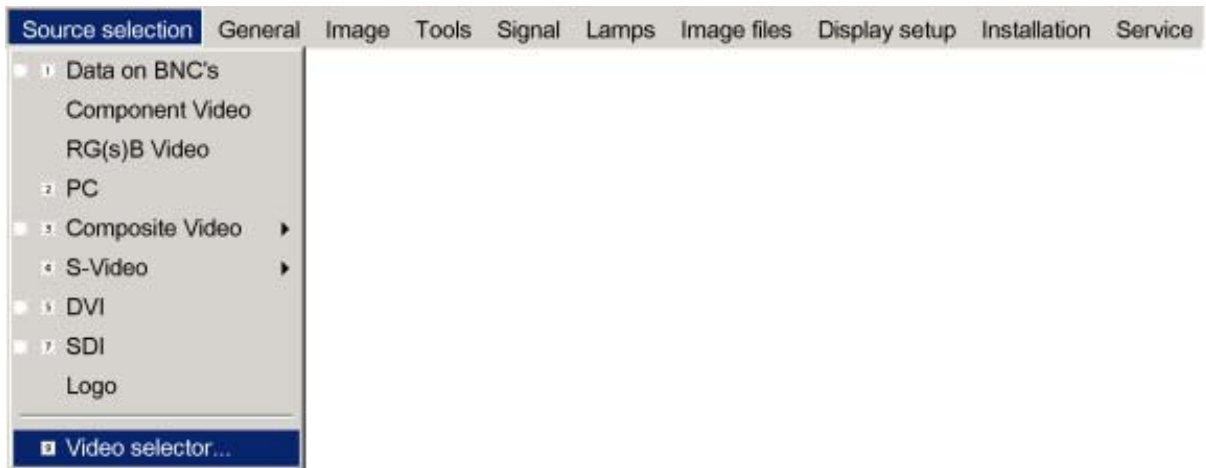 Source selection General Image Tools Signal Lamps Image files Display setup Installation Service
1 Data on BNC's
Component Video
RG(s)B Video
2 PC
3 Composite Video
4 S-Video
5 DVI
7 SDI
Logo
Video selector...